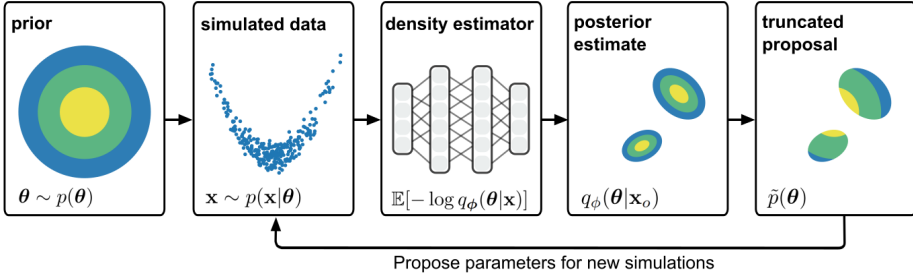 prior
simulated data
density estimator
posterior
estimate
truncated
proposal
𝜽 ∼ p(𝜽)
𝐱 ∼ p(𝐱|𝜽)
𝔼[− log q_𝝓(𝜽|𝐱)]
q_ϕ(𝜽|𝐱_o)
p̃(𝜽)
Propose parameters for new simulations